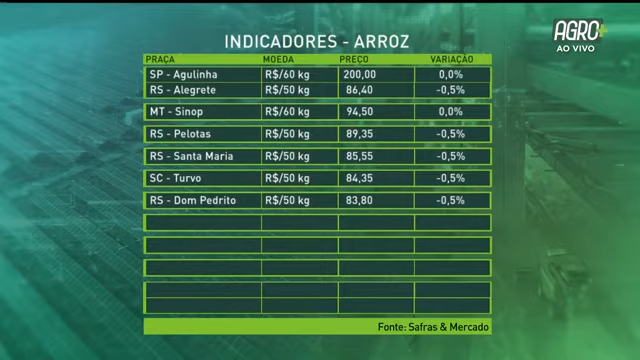 AGRO+
AO VIVO
INDICADORES - ARROZ
PRAÇA MOEDA PREÇO VARIAÇÃO
SP - Agulinha R$/60 kg 200,00 0,0%
RS - Alegrete R$/50 kg 86,40 -0,5%
MT - Sinop R$/60 kg 94,50 0,0%
RS - Pelotas R$/50 kg 89,35 -0,5%
RS - Santa Maria R$/50 kg 85,55 -0,5%
SC - Turvo R$/50 kg 84,35 -0,5%
RS - Dom Pedrito R$/50 kg 83,80 -0,5%
Fonte: Safras & Mercado